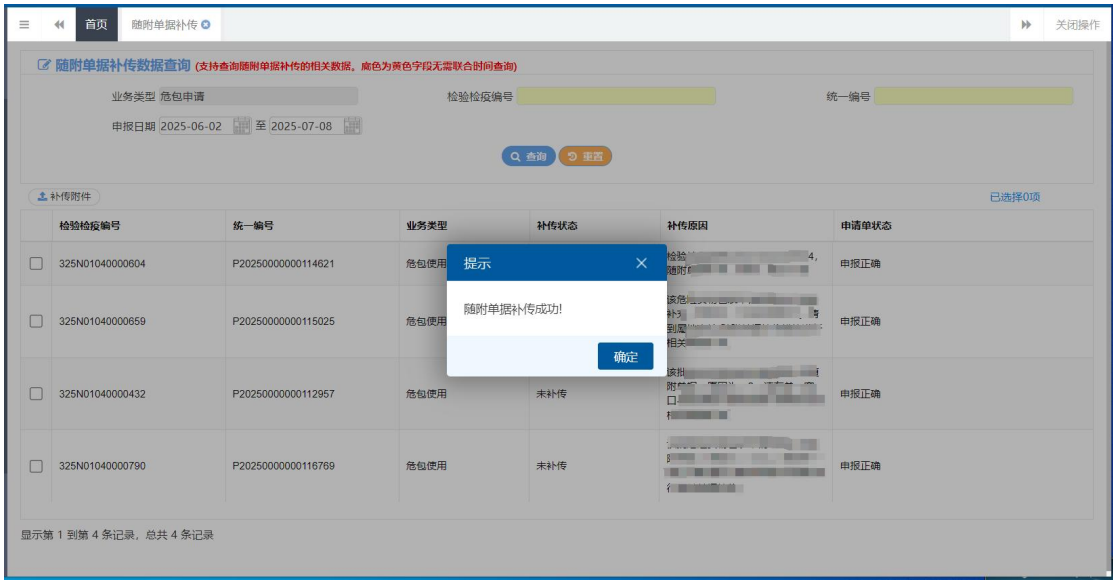 首页 随附单据补传 关闭操作
随附单据补传数据查询 (支持查询随附单据补传的相关数据,底色为黄色字段无需联合时间查询)
业务类型 危包申请 检验检疫编号 统一编号
申报日期 2025-06-02 至 2025-07-08
查询 重置
补传附件 已选择0项
检验检疫编号 统一编号 业务类型 补传状态 补传原因 申请单状态
325N01040000604 P20250000000114621 危包使用 检验 4, 申报正确
随附
325N01040000659 P20250000000115025 危包使用 申报正确
相关
325N01040000432 P20250000000112957 危包使用 未补传 申报正确
325N01040000790 P20250000000116769 危包使用 未补传 申报正确
提示
随附单据补传成功!
确定
显示第 1 到第 4 条记录,总共 4 条记录